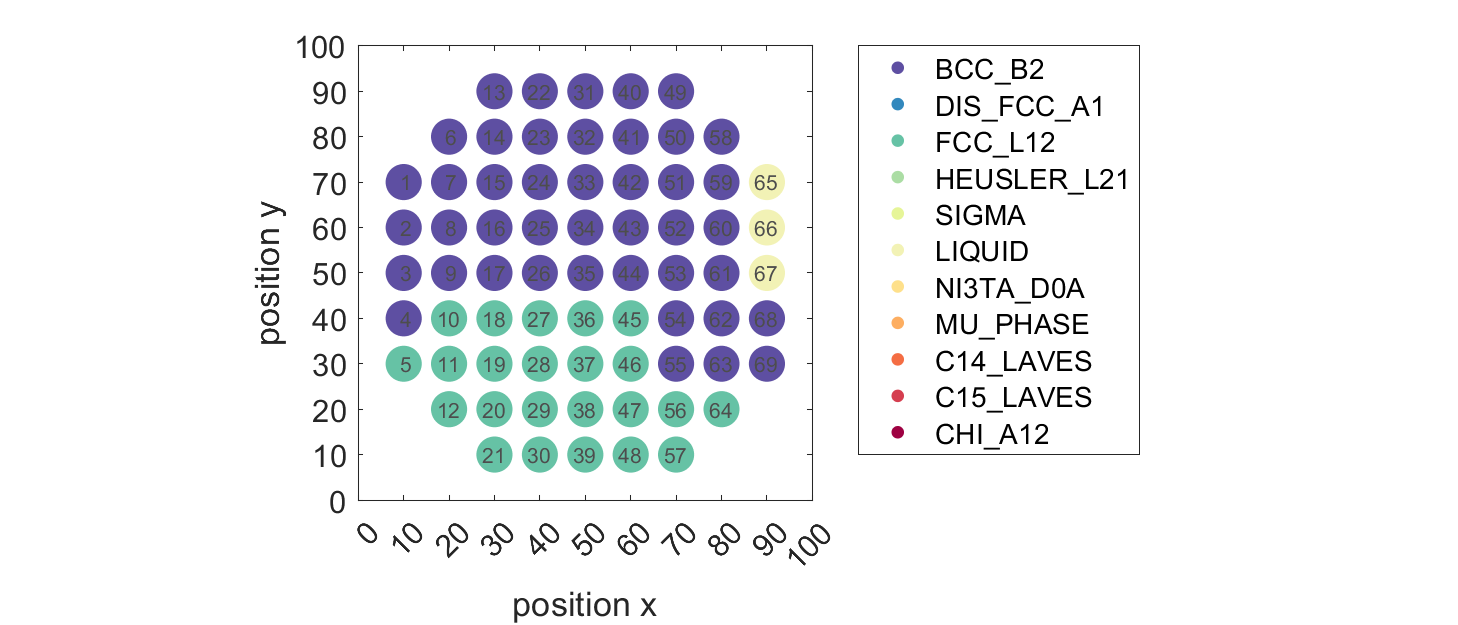 100
90
80
70
60
50
40
30
20
10
0
position y
13 22 31 40 49
6 14 23 32 41 50 58
1 7 15 24 33 42 51 59 65
2 8 16 25 34 43 52 60 66
3 9 17 26 35 44 53 61 67
4 10 18 27 36 45 54 62 68
5 11 19 28 37 46 55 63 69
12 20 29 38 47 56 64
21 30 39 48 57
0 10 20 30 40 50 60 70 80 90 100
position x
BCC_B2
DIS_FCC_A1
FCC_L12
HEUSLER_L21
SIGMA
LIQUID
NI3TA_D0A
MU_PHASE
C14_LAVES
C15_LAVES
CHI_A12